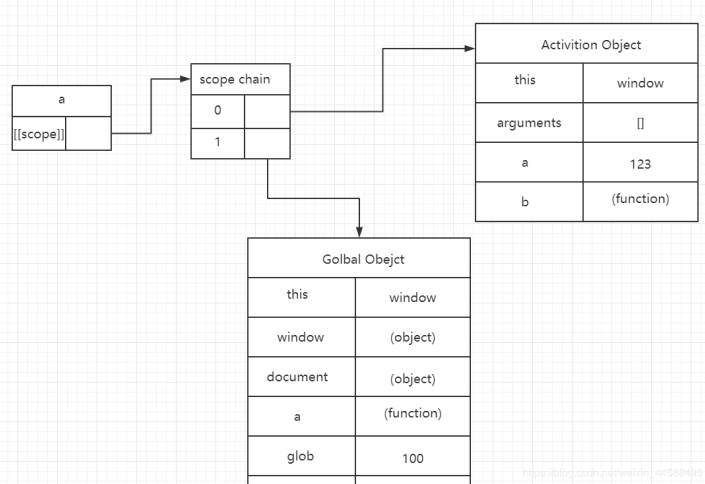 Activition Object
this window
arguments []
a 123
b (function)
scope chain
0
1
a
[[scope]]
Golbal Obejct
this window
window (object)
document (object)
a (function)
glob 100
https://blog.csdn.net/weixin_44588495